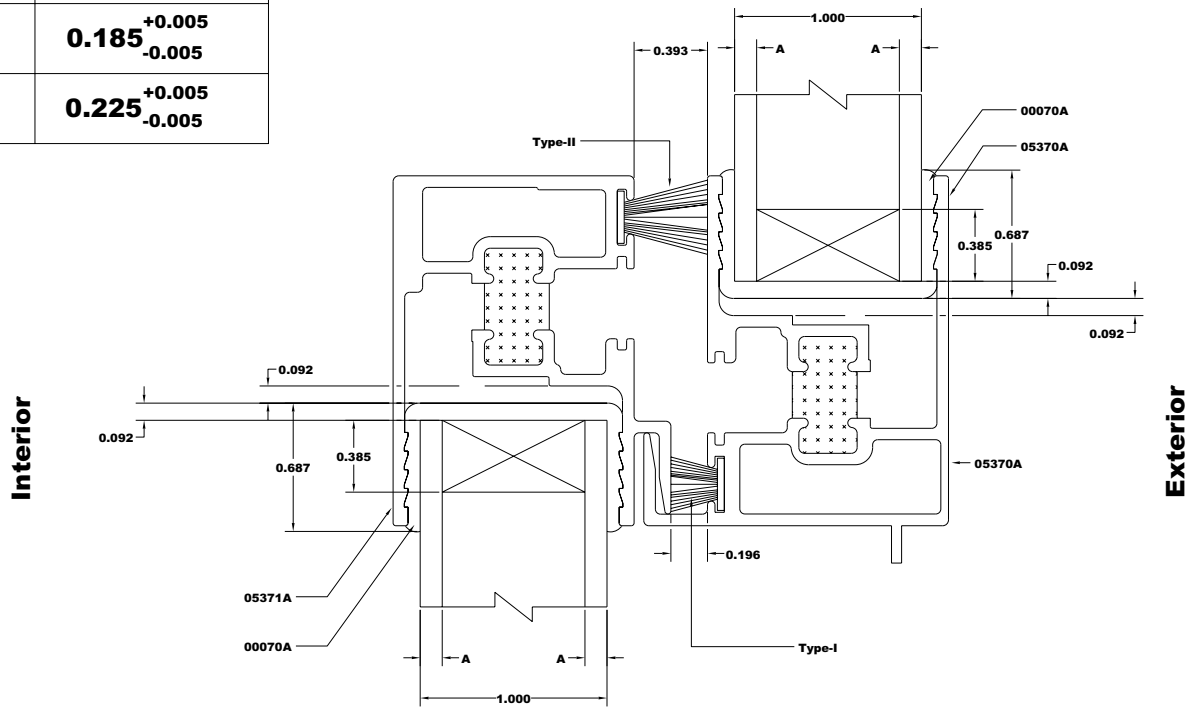 0.185 +0.005 -0.005
0.225 +0.005 -0.005
1.000
A
A
0.393
00070A
05370A
Type-II
0.687
0.385
0.092
0.092
0.092
0.092
0.687
0.385
Interior
Exterior
05370A
0.196
05371A
00070A
Type-I
A
A
1.000